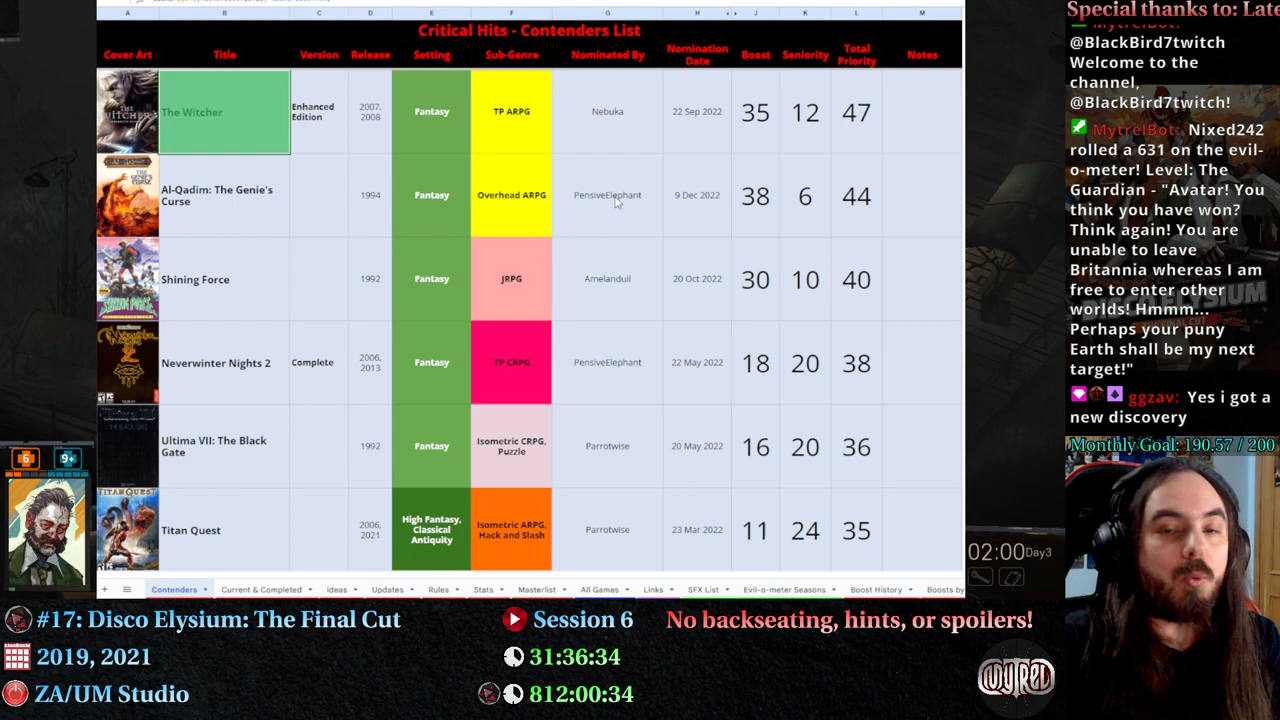 A B C D E F G H J K L M
Critical Hits - Contenders List
Cover Art Title Version Release Setting Sub-Genre Nominated By Nomination Date Boost Seniority Total Priority Notes
The Witcher Enhanced Edition 2007, 2008 Fantasy TP ARPG Nebuka 22 Sep 2022 35 12 47
Al-Qadim: The Genie's Curse 1994 Fantasy Overhead ARPG PensiveElephant 9 Dec 2022 38 6 44
Shining Force 1992 Fantasy JRPG Amelanduil 20 Oct 2022 30 10 40
Neverwinter Nights 2 Complete 2006, 2013 Fantasy TP CRPG PensiveElephant 22 May 2022 18 20 38
Ultima VII: The Black Gate 1992 Fantasy Isometric CRPG, Puzzle Parrotwise 20 May 2022 16 20 36
Titan Quest 2006, 2021 High Fantasy, Classical Antiquity Isometric ARPG, Hack and Slash Parrotwise 23 Mar 2022 11 24 35
Contenders Current & Completed Ideas Updates Rules Stats Masterlist All Games Links SFX List Evil-o-meter Seasons Boost History Boosts by
Special thanks to: Late
MytrelBot:
@BlackBird7twitch
Welcome to the
channel,
@BlackBird7twitch!
MytrelBot: Nixed242
rolled a 631 on the evil-
o-meter! Level: The
Guardian - "Avatar! You
think you have won?
Think again! You are
unable to leave
Britannia whereas I am
free to enter other
worlds! Hmmm...
Perhaps your puny
Earth shall be my next
target!"
ggzav: Yes i got a
new discovery
Monthly Goal: 190.57 / 200
6 9+
02:00 Day3
#17: Disco Elysium: The Final Cut
2019, 2021
ZA/UM Studio
Session 6
31:36:34
812:00:34
No backseating, hints, or spoilers!
MYTREL